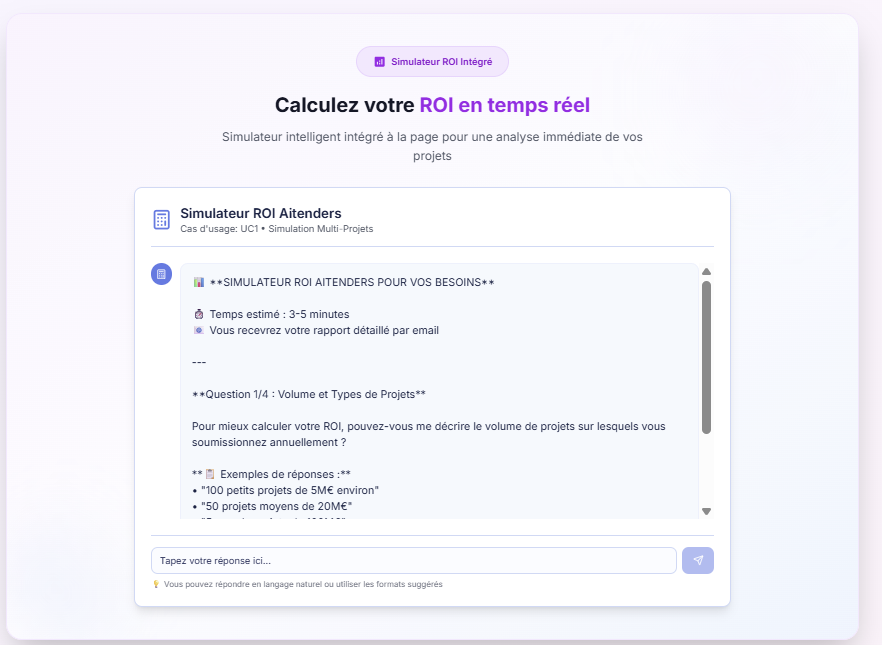 Simulateur ROI Intégré
Calculez votre ROI en temps réel
Simulateur intelligent intégré à la page pour une analyse immédiate de vos
projets
Simulateur ROI Aitenders
Cas d'usage: UC1 • Simulation Multi-Projets
📊 **SIMULATEUR ROI AITENDERS POUR VOS BESOINS**
⏱️ Temps estimé : 3-5 minutes
📧 Vous recevrez votre rapport détaillé par email
---
**Question 1/4 : Volume et Types de Projets**
Pour mieux calculer votre ROI, pouvez-vous me décrire le volume de projets sur lesquels vous
soumissionnez annuellement ?
**📋 Exemples de réponses :**
• "100 petits projets de 5M€ environ"
• "50 projets moyens de 20M€"
Tapez votre réponse ici...
💡 Vous pouvez répondre en langage naturel ou utiliser les formats suggérés